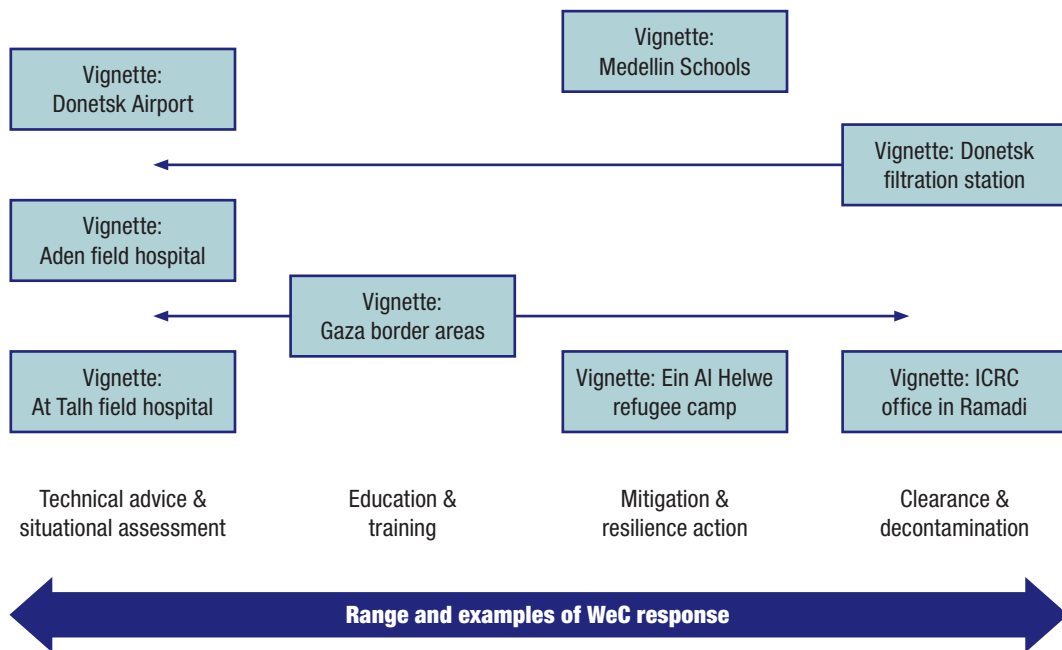 Vignette:
Donetsk Airport
Vignette:
Medellin Schools
Vignette: Donetsk
filtration station
Vignette:
Aden field hospital
Vignette:
Gaza border areas
Vignette:
At Talh field hospital
Vignette: Ein Al Helwe
refugee camp
Vignette: ICRC
office in Ramadi
Technical advice &
situational assessment
Education &
training
Mitigation &
resilience action
Clearance &
decontamination
Range and examples of WeC response